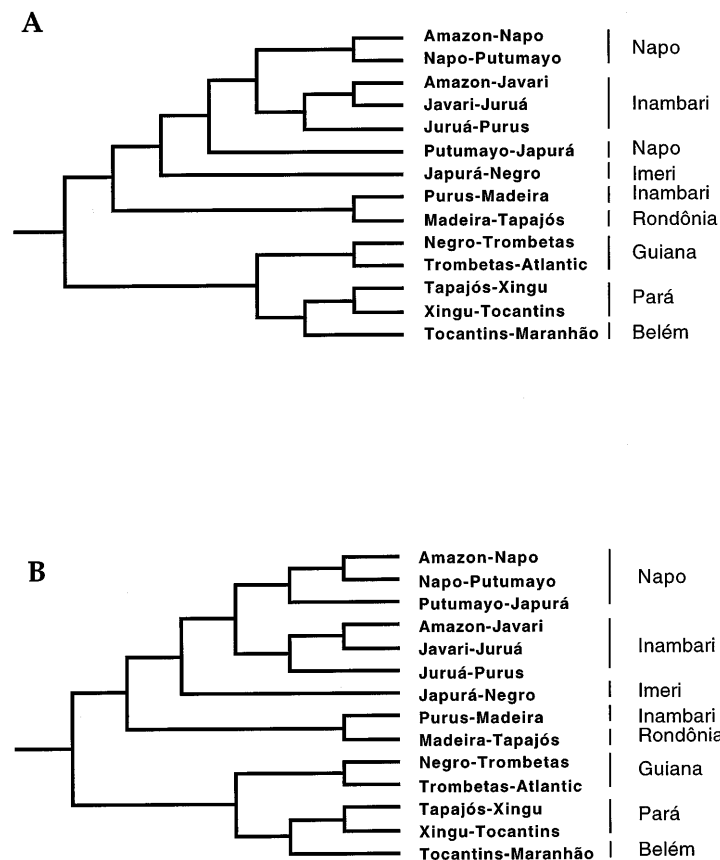 A
Amazon-Napo
Napo-Putumayo
Napo
Amazon-Javari
Javari-Juruá
Juruá-Purus
Inambari
Putumayo-Japurá Napo
Japurá-Negro Imeri
Purus-Madeira Inambari
Madeira-Tapajós Rondônia
Negro-Trombetas
Trombetas-Atlantic
Guiana
Tapajós-Xingu
Xingu-Tocantins
Pará
Tocantins-Maranhão Belém
B
Amazon-Napo
Napo-Putumayo
Putumayo-Japurá
Napo
Amazon-Javari
Javari-Juruá
Juruá-Purus
Inambari
Japurá-Negro Imeri
Purus-Madeira Inambari
Madeira-Tapajós Rondônia
Negro-Trombetas
Trombetas-Atlantic
Guiana
Tapajós-Xingu
Xingu-Tocantins
Pará
Tocantins-Maranhão Belém